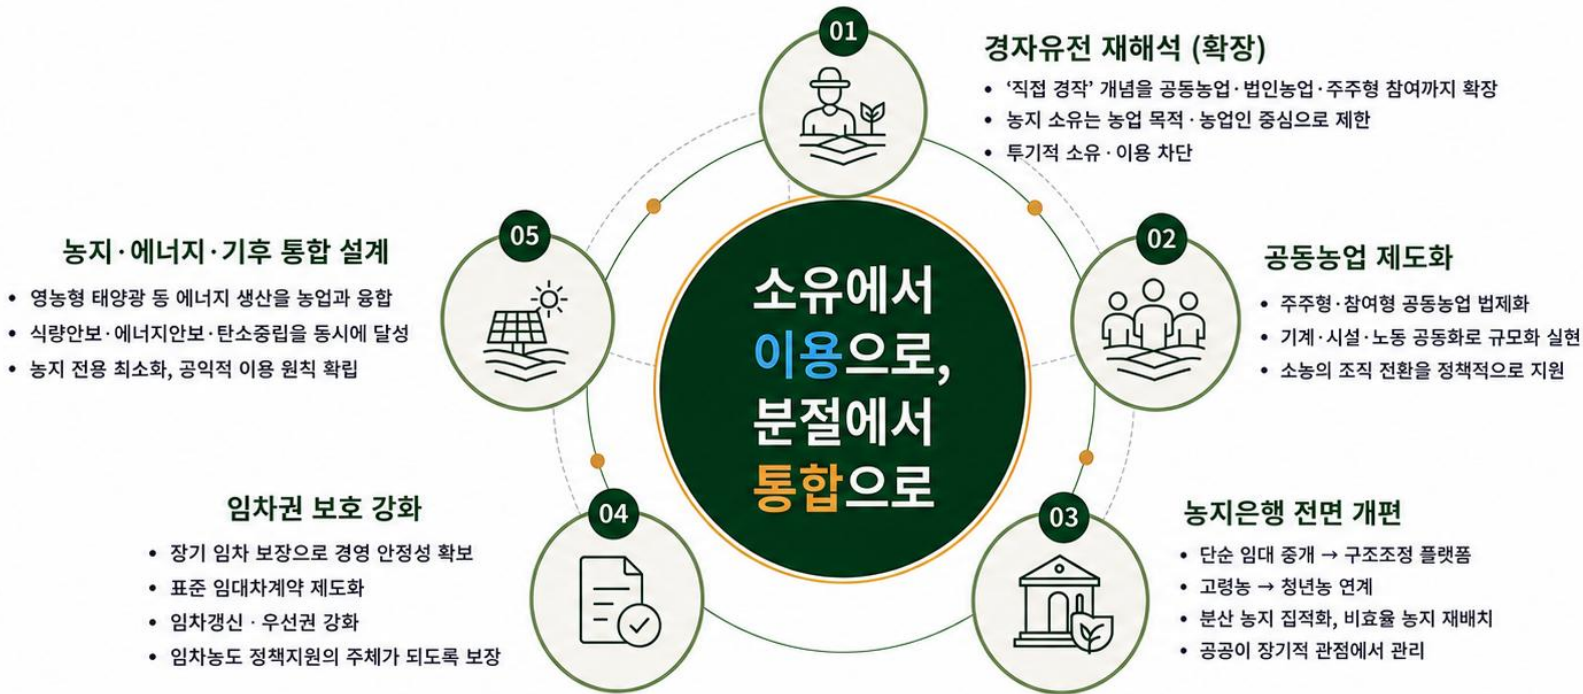 01
경자유전 재해석 (확장)
• ‘직접 경작’ 개념을 공동농업·법인농업·주주형 참여까지 확장
• 농지 소유는 농업 목적·농업인 중심으로 제한
• 투기적 소유·이용 차단
02
공동농업 제도화
• 주주형·참여형 공동농업 법제화
• 기계·시설·노동 공동화로 규모화 실현
• 소농의 조직 전환을 정책적으로 지원
03
농지은행 전면 개편
• 단순 임대 중개 → 구조조정 플랫폼
• 고령농 → 청년농 연계
• 분산 농지 집적화, 비효율 농지 재배치
• 공공이 장기적 관점에서 관리
04
임차권 보호 강화
• 장기 임차 보장으로 경영 안정성 확보
• 표준 임대차계약 제도화
• 임차갱신·우선권 강화
• 임차농도 정책지원의 주체가 되도록 보장
05
농지·에너지·기후 통합 설계
• 영농형 태양광 동 에너지 생산을 농업과 융합
• 식량안보·에너지안보·탄소중립을 동시에 달성
• 농지 전용 최소화, 공익적 이용 원칙 확립
소유에서
이용으로,
분절에서
통합으로